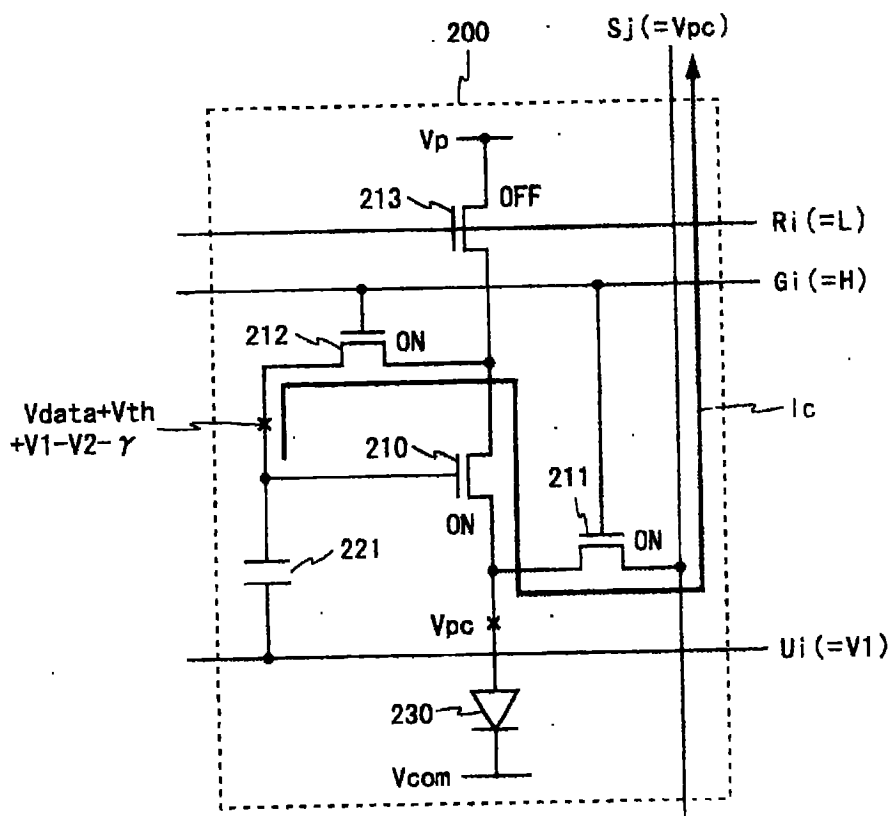 200
Sj(=Vpc)
Vp
213
OFF
Ri(=L)
Gi(=H)
212
ON
Vdata+Vth
+V1-V2-γ
Ic
210
211
ON
ON
221
Vpc
Ui(=V1)
230
Vcom